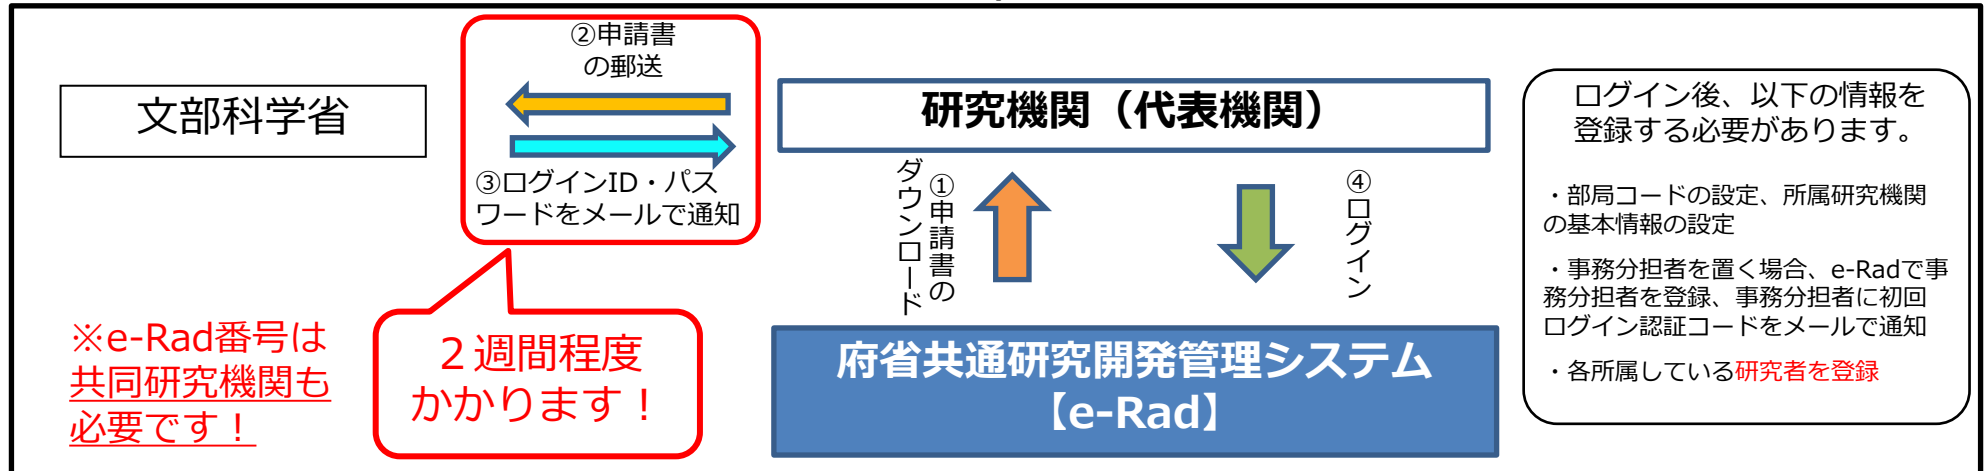 ②申請書
の郵送
文部科学省
研究機関（代表機関）
③ログインID・パス
ワードをメールで通知
①申請書の
ダウンロード
④ログイン
２週間程度
かかります！
※e-Rad番号は
共同研究機関も
必要です！
府省共通研究開発管理システム
【e-Rad】
ログイン後、以下の情報を
登録する必要があります。
・部局コードの設定、所属研究機関
の基本情報の設定
・事務分担者を置く場合、e-Radで事
務分担者を登録、事務分担者に初回
ログイン認証コードをメールで通知
・各所属している研究者を登録